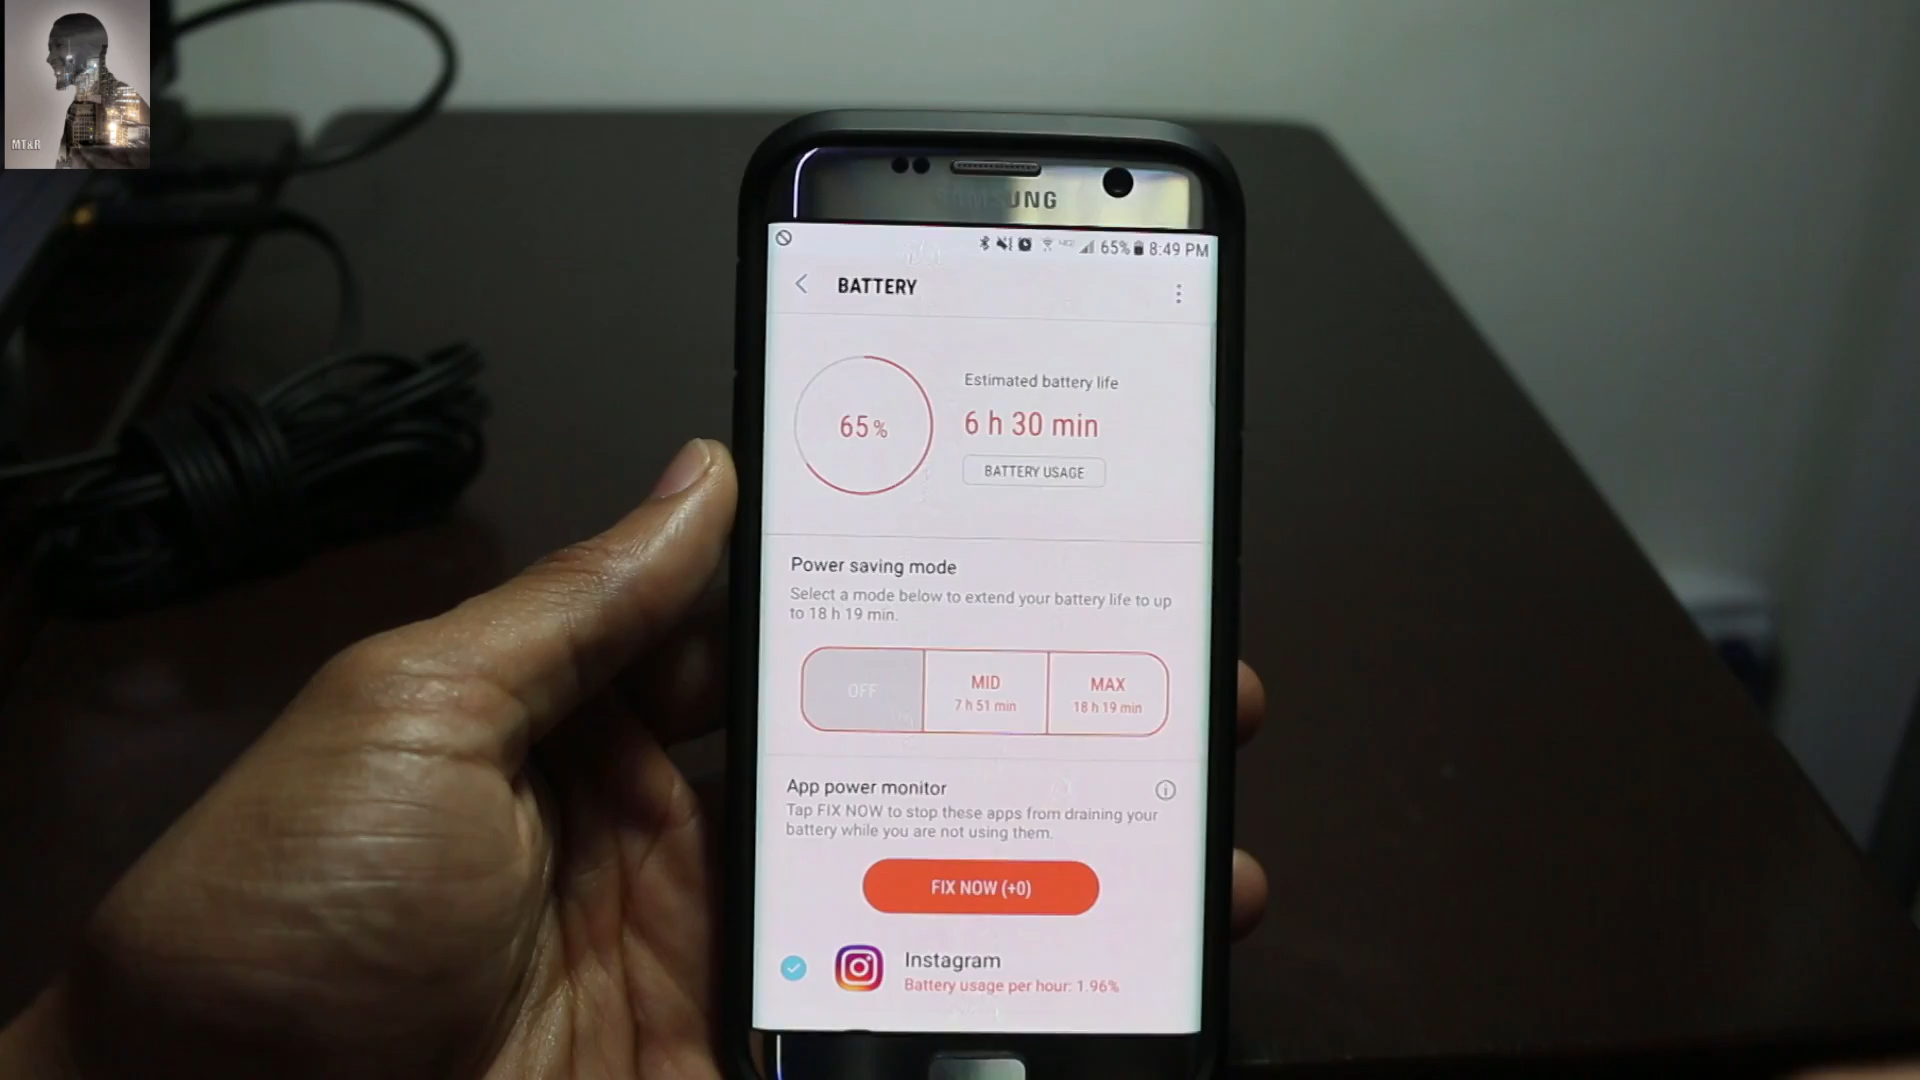 MT&R
SAMSUNG
65% 8:49 PM
BATTERY
65%
Estimated battery life
6 h 30 min
BATTERY USAGE
Power saving mode
Select a mode below to extend your battery life to up
to 18 h 19 min.
OFF
MID
7 h 51 min
MAX
18 h 19 min
App power monitor
Tap FIX NOW to stop these apps from draining your
battery while you are not using them.
FIX NOW (+0)
Instagram
Battery usage per hour: 1.96%